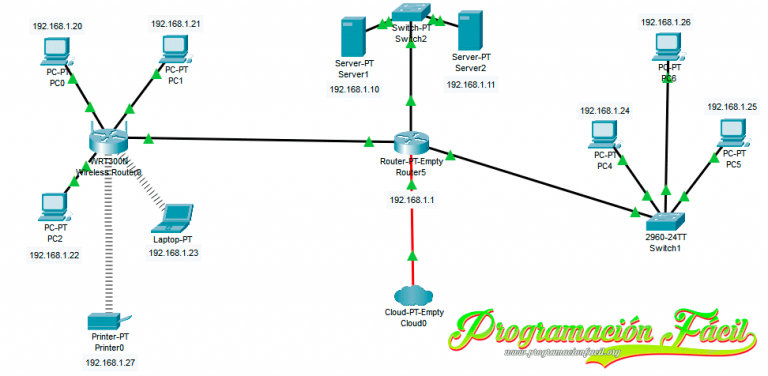 192.168.1.20
192.168.1.21
192.168.1.26
PC-PT
PC0
PC-PT
PC1
Switch-PT
Switch2
Server-PT
Server1
192.168.1.10
Server-PT
Server2
192.168.1.11
PC-PT
PC6
192.168.1.24
192.168.1.25
WRT300N
Wireless Router0
Router-PT-Empty
Router5
192.168.1.1
PC-PT
PC4
PC-PT
PC5
PC-PT
PC2
192.168.1.22
Laptop-PT
192.168.1.23
2960-24TT
Switch1
Printer-PT
Printer0
192.168.1.27
Cloud-PT-Empty
Cloud0
Programación Fácil
www.programacionfacil.org